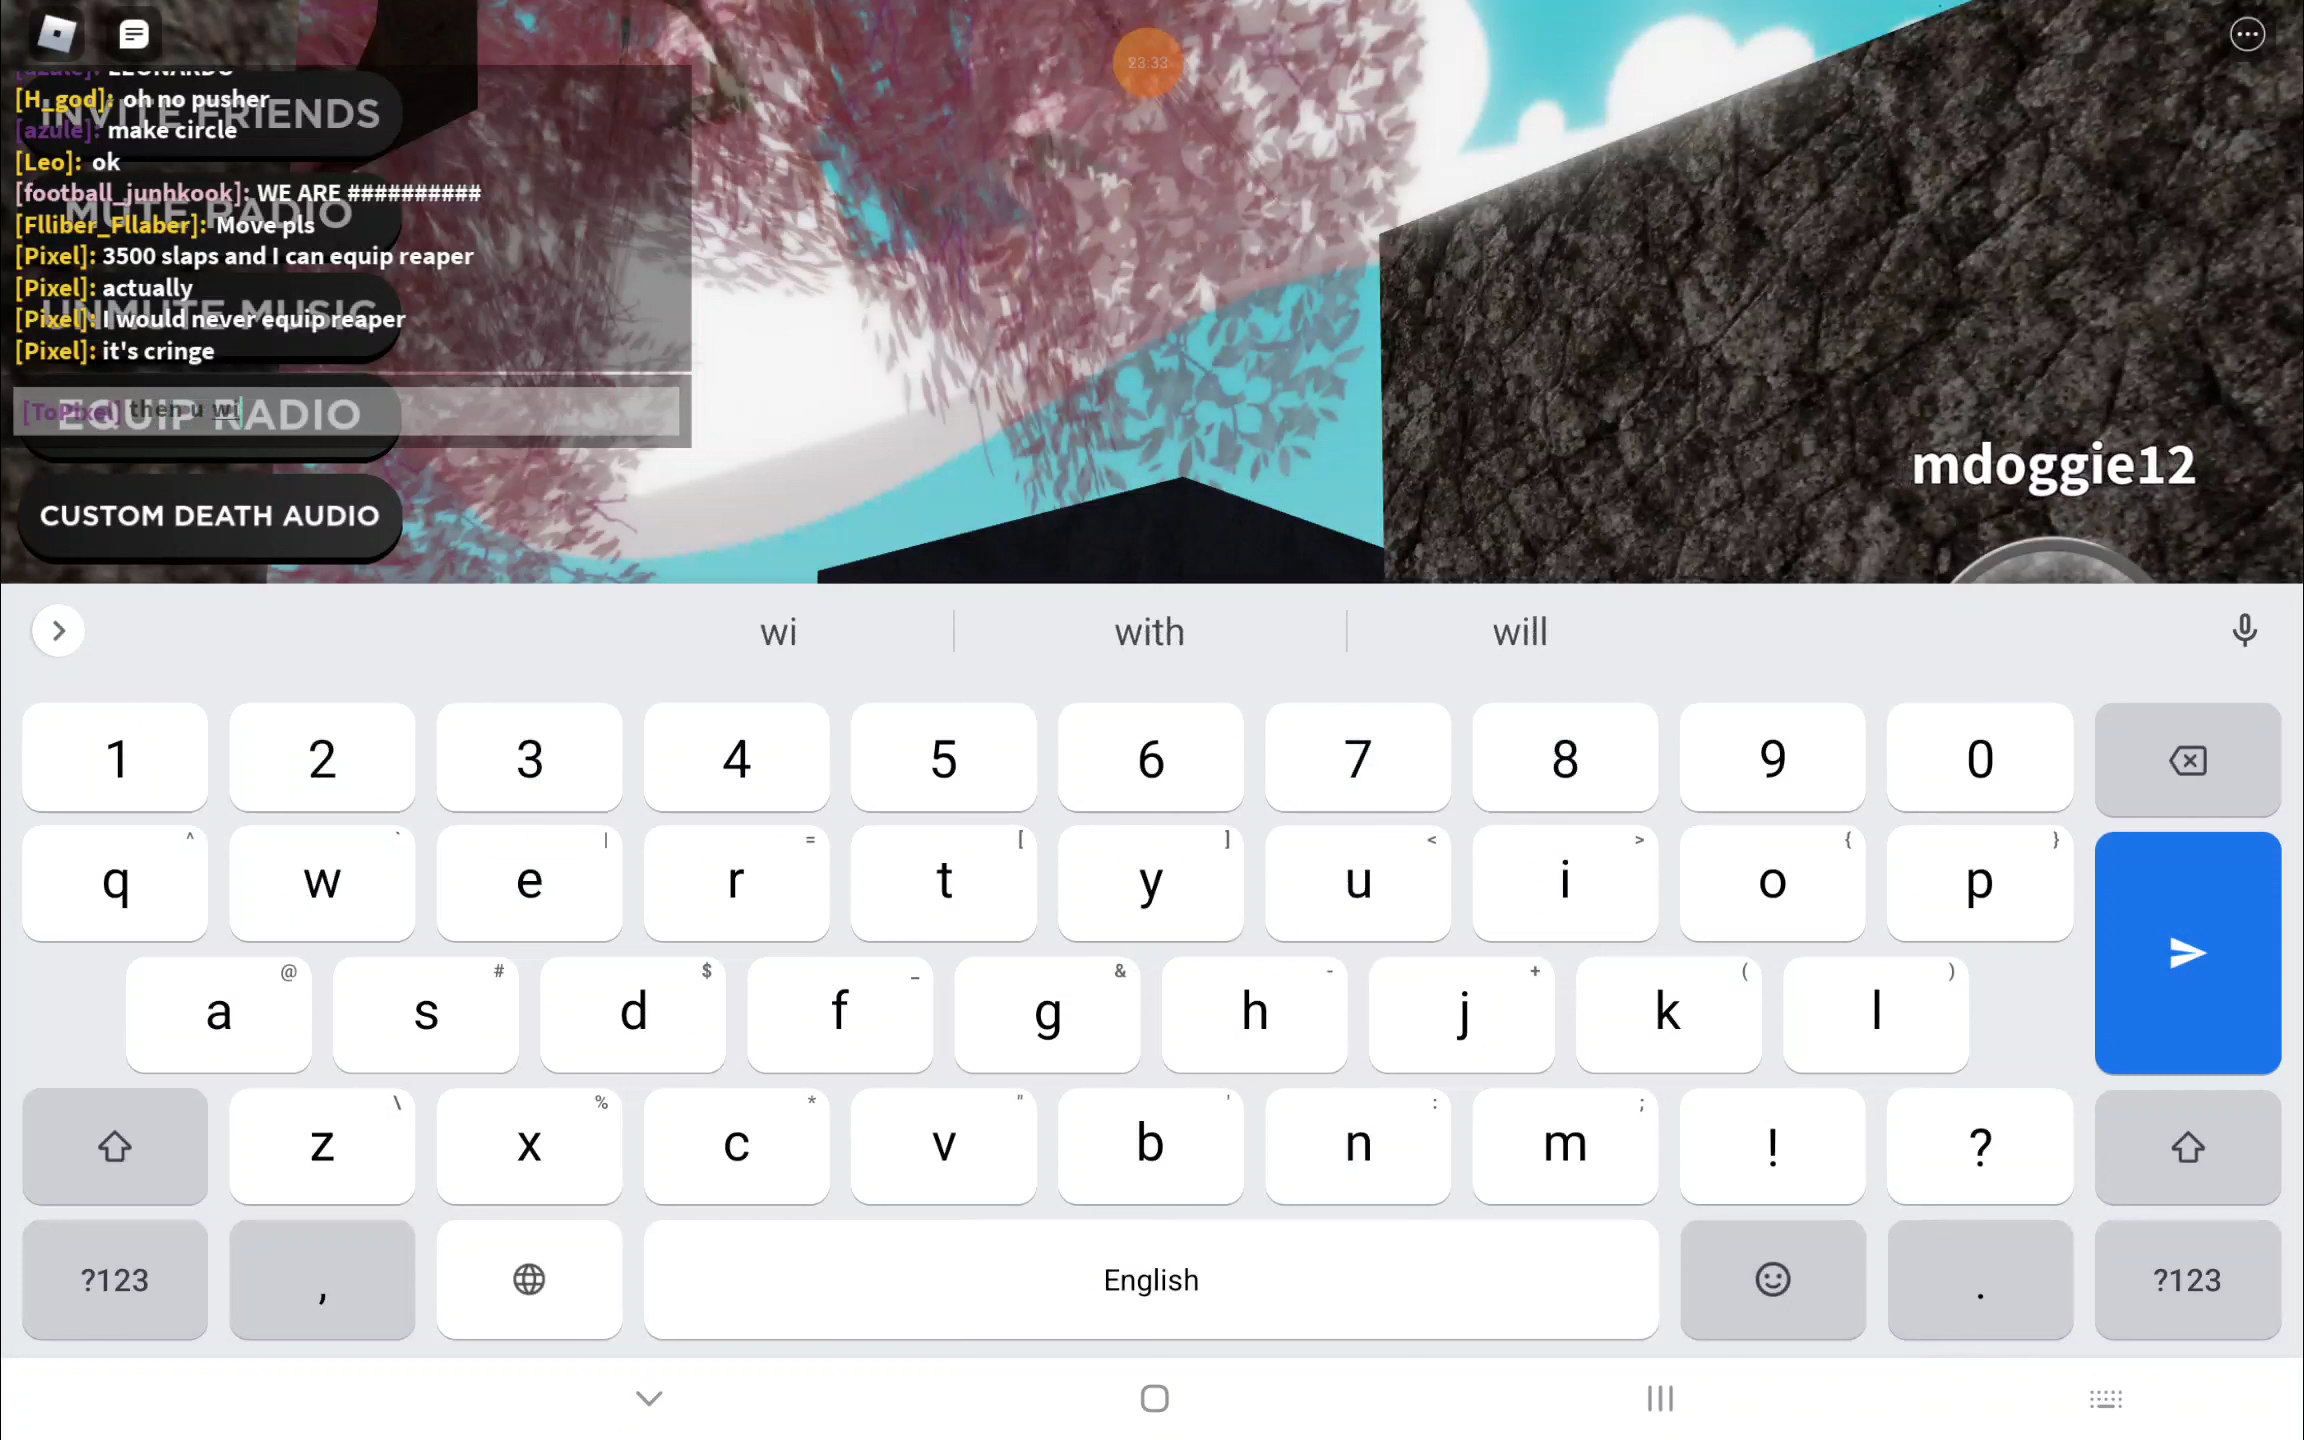 23:33
[azule]: LEONARDO
[H_god]: oh no pusher
INVITE FRIENDS
[azule]: make circle
[Leo]: ok
[football_junhkook]: WE ARE ##########
MUTE RADIO
[Flliber_Fllaber]: Move pls
[Pixel]: 3500 slaps and I can equip reaper
[Pixel]: actually
UNMUTE MUSIC
[Pixel]: I would never equip reaper
[Pixel]: it's cringe
[To Pixel] then u wi
EQUIP RADIO
mdoggie12
CUSTOM DEATH AUDIO
wi with will
1 2 3 4 5 6 7 8 9 0
^ ` | = [ ] < > { }
q w e r t y u i o p
@ # $ _ & - + ( )
a s d f g h j k l
\ % * " ' : ;
z x c v b n m ! ?
?123 , English . ?123